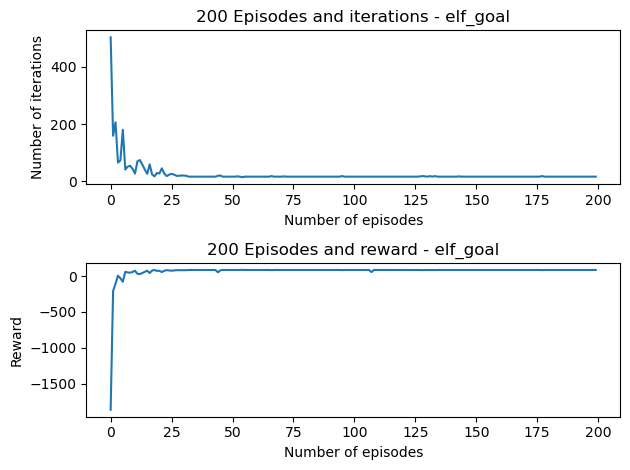 200 Episodes and iterations - elf_goal
Number of iterations
400
200
0
0 25 50 75 100 125 150 175 200
Number of episodes
200 Episodes and reward - elf_goal
Reward
0
−500
−1000
−1500
0 25 50 75 100 125 150 175 200
Number of episodes